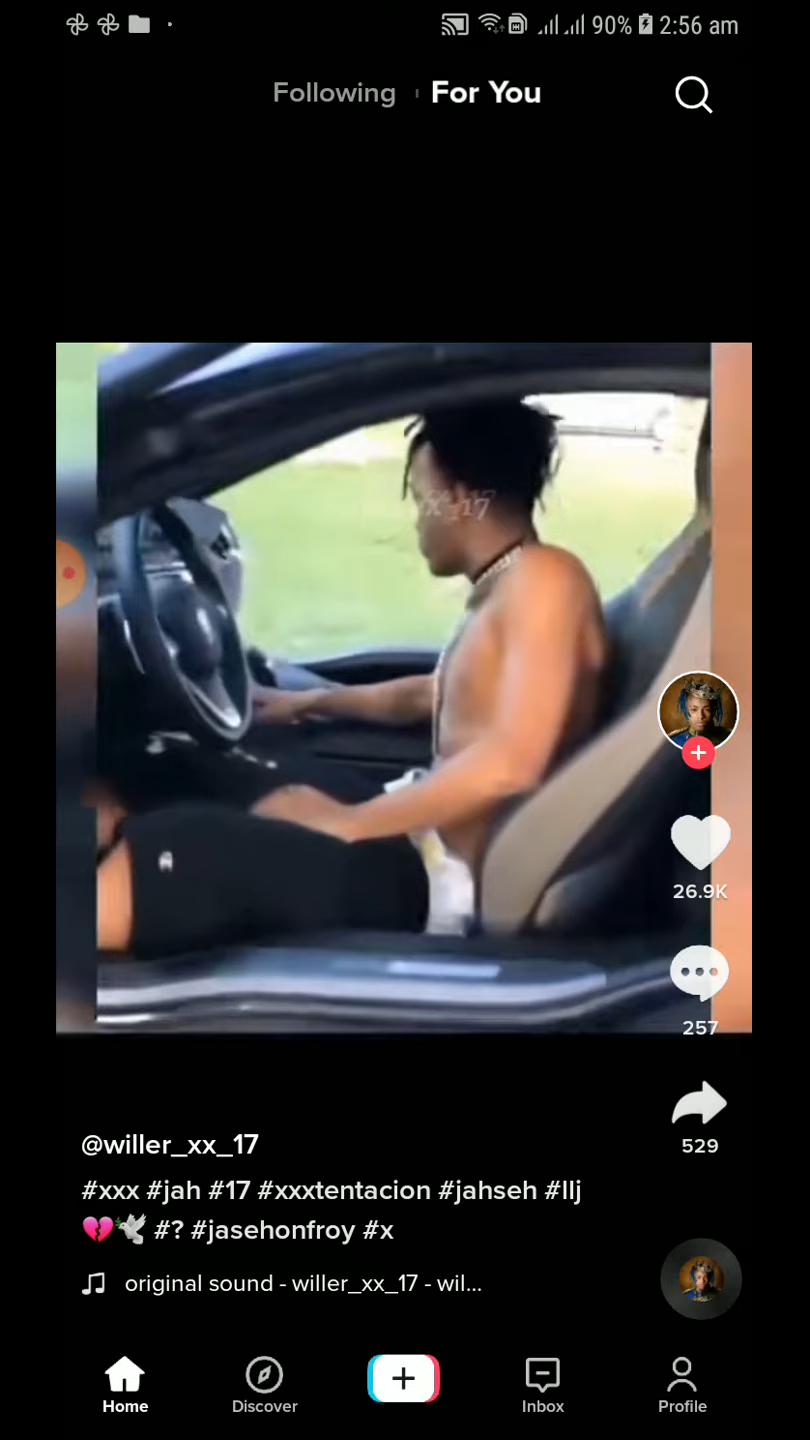 90% 2:56 am
Following For You
x_17
26.9K
257
@willer_xx_17
529
#xxx #jah #17 #xxxtentacion #jahseh #llj
💔🕊 #? #jasehonfroy #x
original sound - willer_xx_17 - wil...
Home Discover Inbox Profile